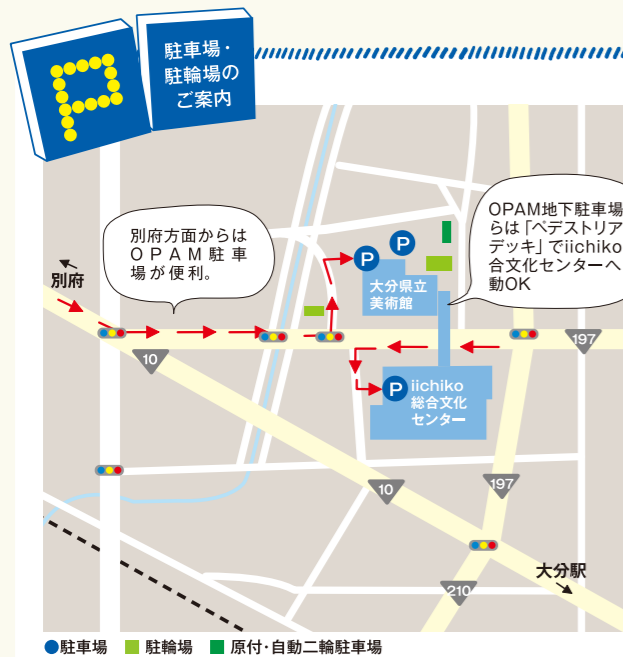 P
駐車場・
駐輪場の
ご案内
別府方面からは
OPAM駐車
場が便利。
OPAM地下駐車場
らは「ペデストリア
デッキ」でiichiko
合文化センターへ
動OK
別府
P
P
大分県立
美術館
10
197
P
iichiko
総合文化
センター
10
197
大分駅
210
駐車場 駐輪場 原付・自動二輪駐車場